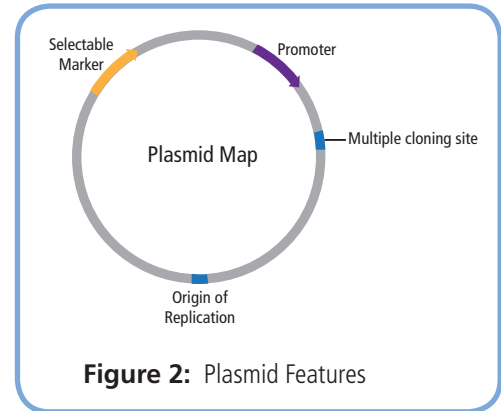 Selectable
Marker
Promoter
Multiple cloning site
Plasmid Map
Origin of
Replication
Figure 2: Plasmid Features